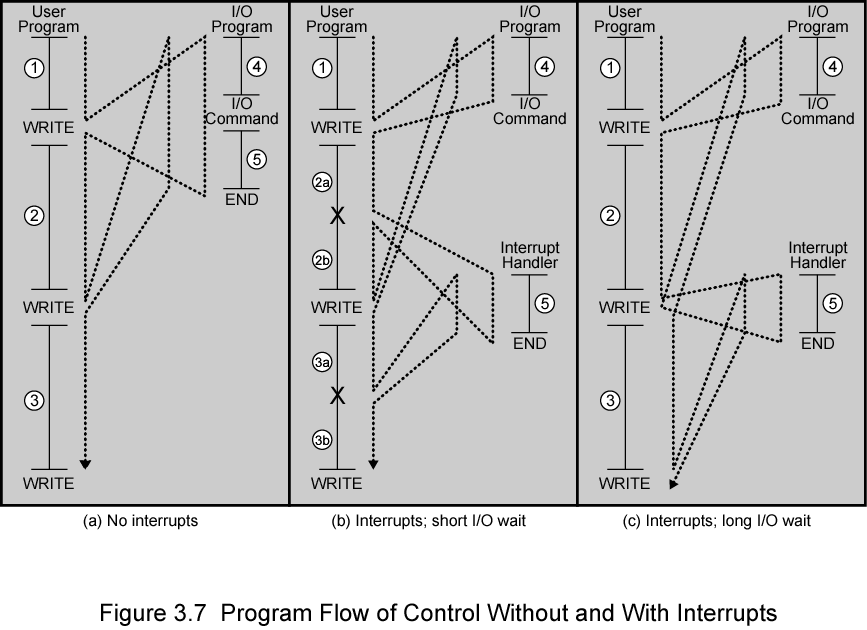 User
Program
I/O
Program
1
4
I/O
Command
WRITE
5
END
2
WRITE
3
WRITE
(a) No interrupts
User
Program
I/O
Program
1
4
I/O
Command
WRITE
2a
X
2b
Interrupt
Handler
5
END
WRITE
3a
X
3b
WRITE
(b) Interrupts; short I/O wait
User
Program
I/O
Program
1
4
I/O
Command
WRITE
2
Interrupt
Handler
5
END
WRITE
3
WRITE
(c) Interrupts; long I/O wait
Figure 3.7 Program Flow of Control Without and With Interrupts